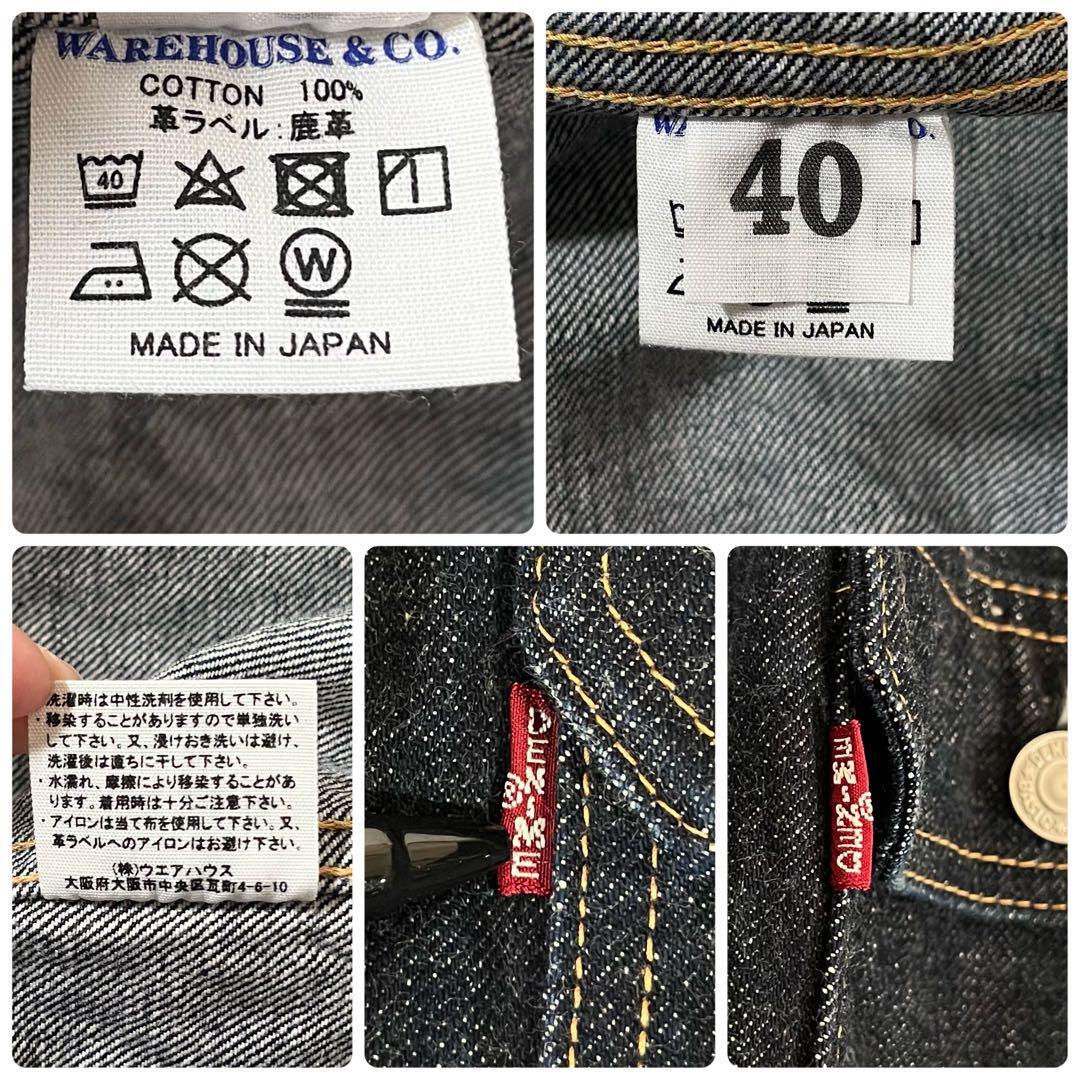 WAREHOUSE & CO.
COTTON 100%
革ラベル:鹿革
40
W
MADE IN JAPAN
40
MADE IN JAPAN
洗濯時は中性洗剤を使用して下さい。
・移染することがありますので単独洗い
して下さい。又、浸けおき洗いは避け、
洗濯後は直ちに干して下さい。
・水濡れ、摩擦により移染することがあ
ります。着用時は十分ご注意下さい。
・アイロンは当て布を使用して下さい。又、
革ラベルへのアイロンはお避け下さい。
(株)ウエアハウス
大阪府大阪市中央区瓦町4-6-10